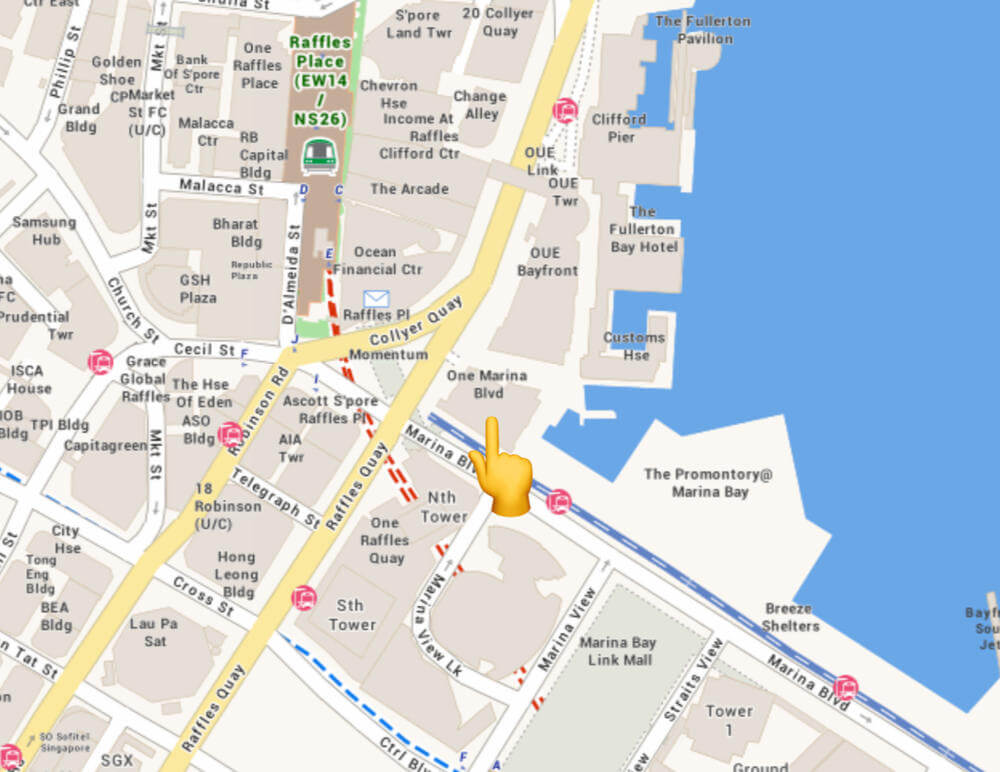 Chulia St
Phillip St
Mkt St
Golden
Shoe
CP
Market
St FC
(U/C)
Grand
Bldg
Bank
Of S'pore
Ctr
One
Raffles
Place
Malacca
Ctr
RB
Capital
Bldg
Raffles
Place
(EW14
/
NS26)
S'pore
Land Twr
20 Collyer
Quay
Chevron
Hse
Change
Alley
Income At
Raffles
Clifford Ctr
The Arcade
The Fullerton
Pavilion
Clifford
Pier
OUE
Link
OUE
Twr
The
Fullerton
Bay Hotel
OUE
Bayfront
Customs
Hse
Malacca St
D
C
E
Samsung
Hub
Mkt St
Bharat
Bldg
Republic
Plaza
GSH
Plaza
D'Almeida St
Ocean
Financial Ctr
Raffles Pl
Collyer Quay
Momentum
Church St
Prudential
Twr
Cecil St
F
J
I
Grace
Global
Raffles
ISCA
House
The Hse
Of Eden
ASO
Bldg
TPI Bldg
Capitagreen
Mkt St
Robinson Rd
Ascott S'pore
Raffles Pl
AIA
Twr
One Marina
Blvd
Marina Blvd
The Promontory@
Marina Bay
Telegraph St
Raffles Quay
18
Robinson
(U/C)
Nth
Tower
One
Raffles
Quay
City
Hse
Tong
Eng
Bldg
BEA
Bldg
Hong
Leong
Bldg
Cross St
Lau Pa
Sat
Sth
Tower
Marina View Lk
Marina View
Marina Bay
Link Mall
Breeze
Shelters
Marina Blvd
Straits View
Tower
1
Raffles Quay
SO Sofitel
Singapore
SGX
F
A